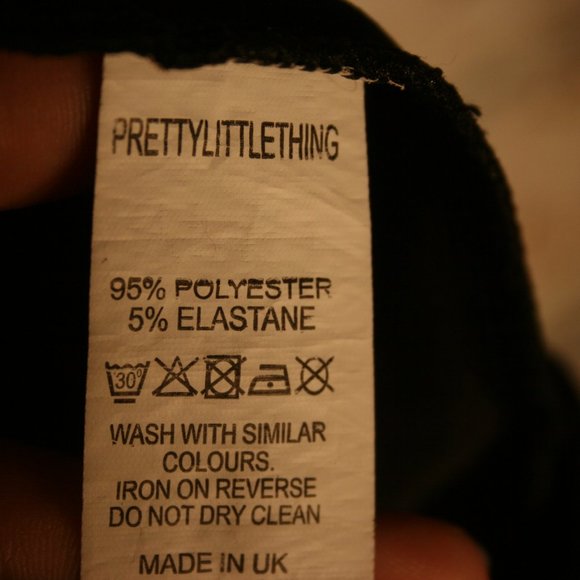 PRETTYLITTLETHING
95% POLYESTER
5% ELASTANE
30°
WASH WITH SIMILAR
COLOURS.
IRON ON REVERSE
DO NOT DRY CLEAN
MADE IN UK